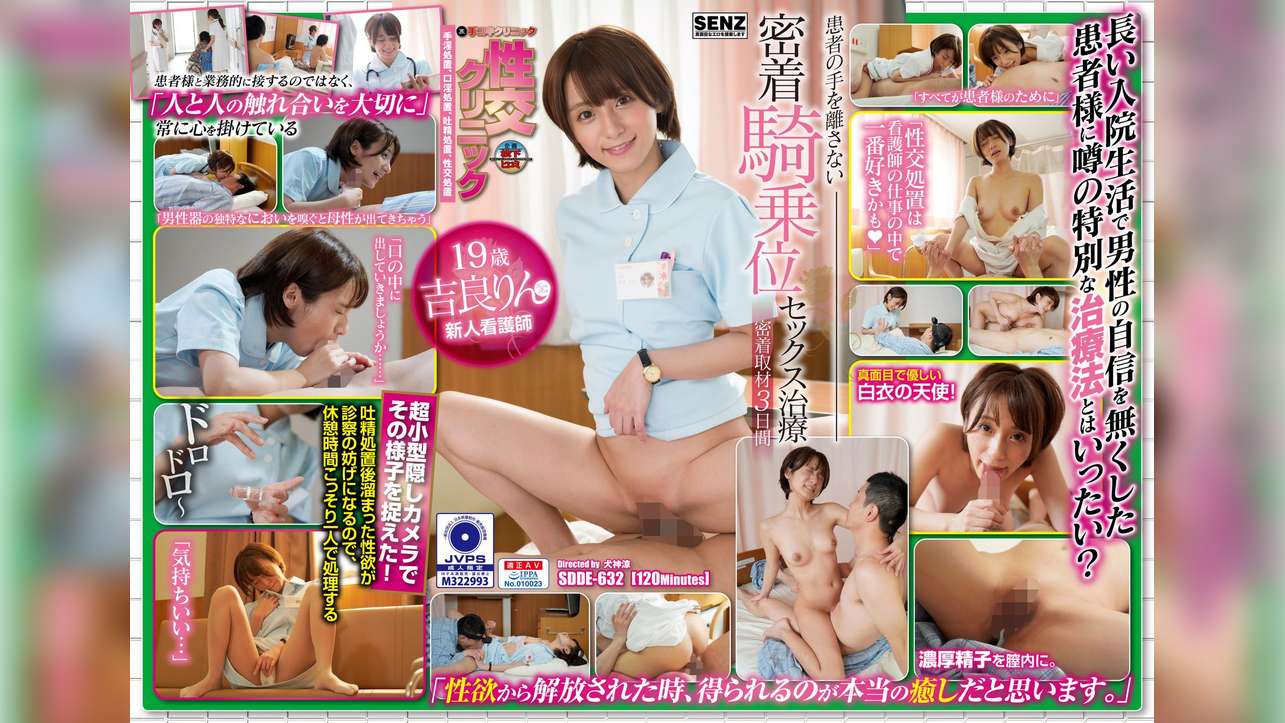 長い入院生活で男性の自信を無くした
患者様に噂の特別な治療法とはいったい?
「すべてが患者様のために」
「性交処置は
看護師の仕事の中で
一番好きかも♥」
真面目で優しい
白衣の天使!
濃厚精子を膣内に。
SENZ
患者の手を離さない
密着騎乗位セックス治療
密着取材3日間
性交クリニック
手淫処置、口淫処置、吐精処置、性交処置
19歳
吉良りん
新人看護師
患者様と業務的に接するのではなく、
「人と人の触れ合いを大切に」
常に心を掛けている
「男性器の独特なにおいを嗅ぐと母性が出てきちゃう」
「口の中に
出していきましょうか……」
ドロドロ〜
超小型隠しカメラで
その様子を捉えた!
吐精処置後溜まった性欲が
診察の妨げになるので、
休憩時間こっそり一人で処理する
「気持ちいい…」
JVPS
成人指定
M322993
適正AV
IPPA
No.010023
Directed by 犬神涼
SDDE-632 [120Minutes]
「性欲から解放された時、得られるのが本当の癒しだと思います。」